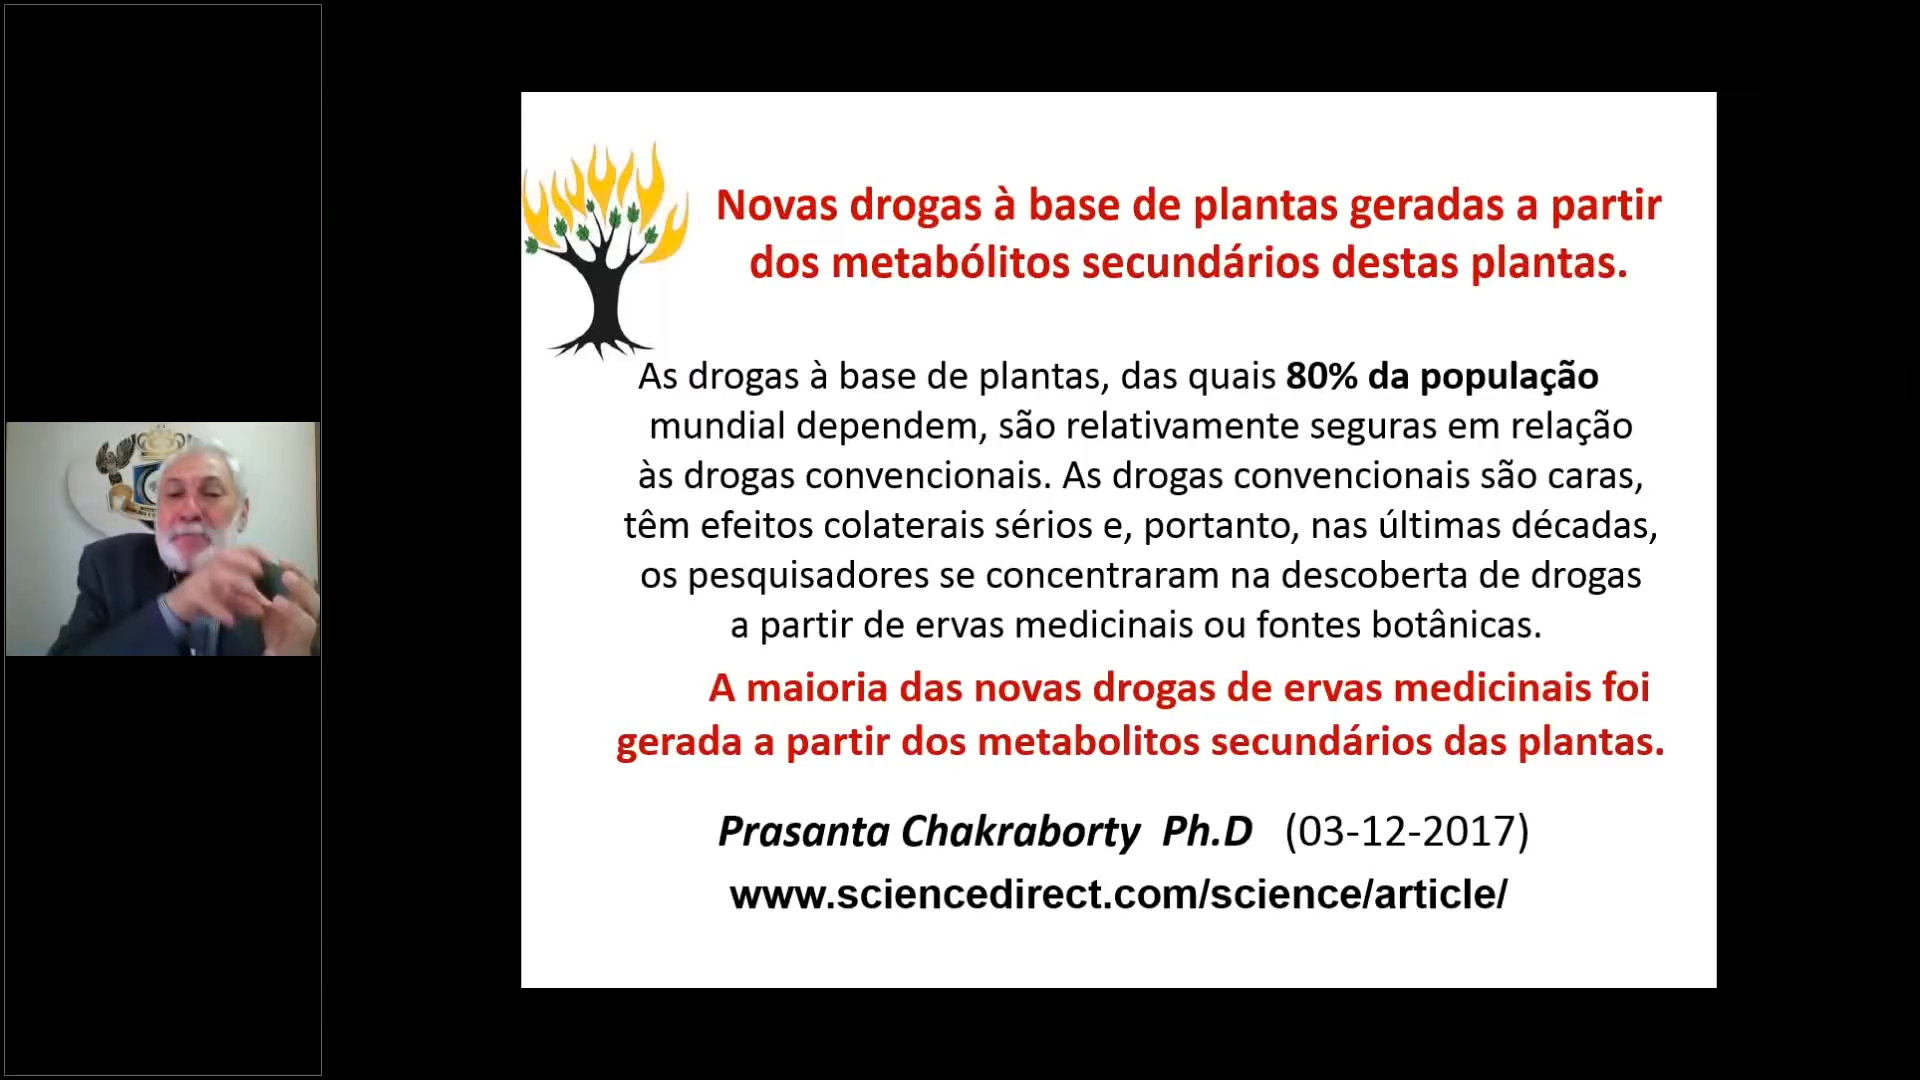 Novas drogas à base de plantas geradas a partir
dos metabólitos secundários destas plantas.
As drogas à base de plantas, das quais 80% da população
mundial dependem, são relativamente seguras em relação
às drogas convencionais. As drogas convencionais são caras,
têm efeitos colaterais sérios e, portanto, nas últimas décadas,
os pesquisadores se concentraram na descoberta de drogas
a partir de ervas medicinais ou fontes botânicas.
A maioria das novas drogas de ervas medicinais foi
gerada a partir dos metabolitos secundários das plantas.
Prasanta Chakraborty Ph.D (03-12-2017)
www.sciencedirect.com/science/article/